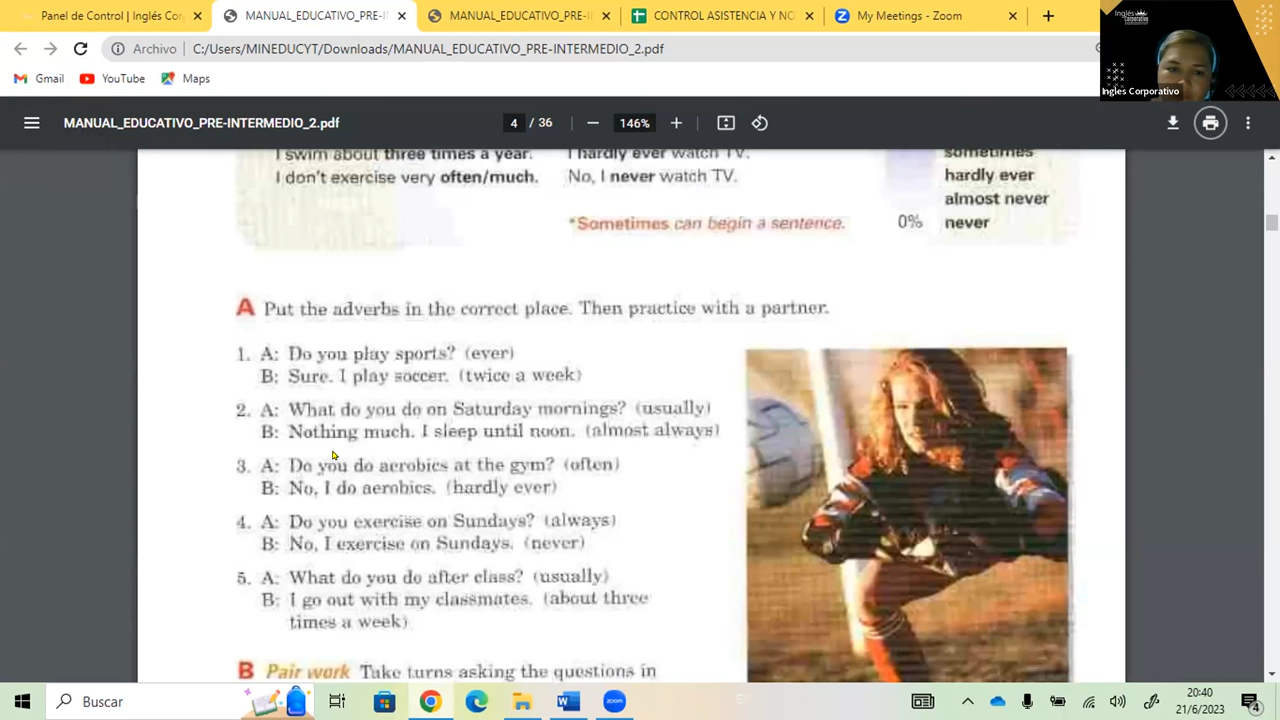 Panel de Control | Inglés Cor
MANUAL_EDUCATIVO_PRE-I
MANUAL_EDUCATIVO_PRE-I
CONTROL ASISTENCIA Y NO
My Meetings - Zoom
Archivo
C:/Users/MINEDUCYT/Downloads/MANUAL_EDUCATIVO_PRE-INTERMEDIO_2.pdf
Gmail
YouTube
Maps
Inglés
Corporativo
Ingles Corporativo
MANUAL_EDUCATIVO_PRE-INTERMEDIO_2.pdf
4 / 36
146%
I swim about three times a year.
I hardly ever watch TV.
sometimes
I don't exercise very often/much.
No, I never watch TV.
hardly ever
almost never
*Sometimes can begin a sentence.
0% never
A Put the adverbs in the correct place. Then practice with a partner.
1. A: Do you play sports? (ever)
B: Sure. I play soccer. (twice a week)
2. A: What do you do on Saturday mornings? (usually)
B: Nothing much. I sleep until noon. (almost always)
3. A: Do you do aerobics at the gym? (often)
B: No, I do aerobics. (hardly ever)
4. A: Do you exercise on Sundays? (always)
B: No, I exercise on Sundays. (never)
5. A: What do you do after class? (usually)
B: I go out with my classmates. (about three
times a week)
B Pair work Take turns asking the questions in
Buscar
zoom
20:40
21/6/2023
4